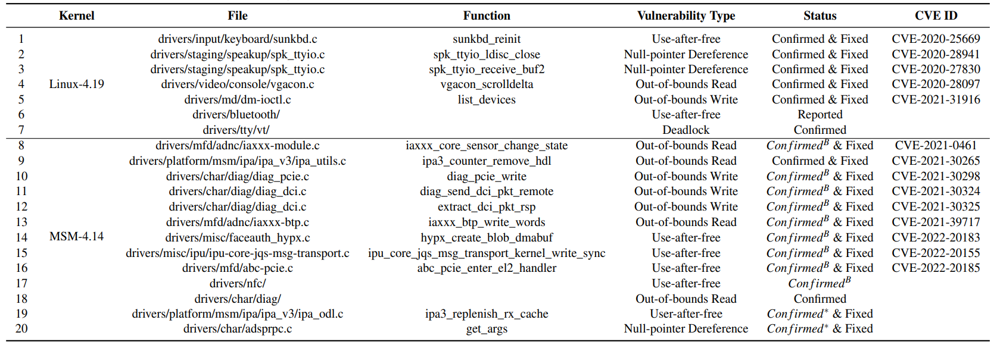 Kernel File Function Vulnerability Type Status CVE ID
1 drivers/input/keyboard/sunkbd.c sunkbd_reinit Use-after-free Confirmed & Fixed CVE-2020-25669
2 drivers/staging/speakup/spk_ttyio.c spk_ttyio_ldisc_close Null-pointer Dereference Confirmed & Fixed CVE-2020-28941
3 drivers/staging/speakup/spk_ttyio.c spk_ttyio_receive_buf2 Null-pointer Dereference Confirmed & Fixed CVE-2020-27830
4 Linux-4.19 drivers/video/console/vgacon.c vgacon_scrolldelta Out-of-bounds Read Confirmed & Fixed CVE-2020-28097
5 drivers/md/dm-ioctl.c list_devices Out-of-bounds Write Confirmed & Fixed CVE-2021-31916
6 drivers/bluetooth/ Use-after-free Reported
7 drivers/tty/vt/ Deadlock Confirmed
8 drivers/mfd/adnc/iaxxx-module.c iaxxx_core_sensor_change_state Out-of-bounds Read Confirmed^B & Fixed CVE-2021-0461
9 drivers/platform/msm/ipa/ipa_v3/ipa_utils.c ipa3_counter_remove_hdl Out-of-bounds Read Confirmed & Fixed CVE-2021-30265
10 drivers/char/diag/diag_pcie.c diag_pcie_write Out-of-bounds Write Confirmed^B & Fixed CVE-2021-30298
11 drivers/char/diag/diag_dci.c diag_send_dci_pkt_remote Out-of-bounds Write Confirmed^B & Fixed CVE-2021-30324
12 drivers/char/diag/diag_dci.c extract_dci_pkt_rsp Out-of-bounds Write Confirmed^B & Fixed CVE-2021-30325
13 drivers/mfd/adnc/iaxxx-btp.c iaxxx_btp_write_words Out-of-bounds Read Confirmed^B & Fixed CVE-2021-39717
14 MSM-4.14 drivers/misc/faceauth_hypx.c hypx_create_blob_dmabuf Use-after-free Confirmed^B & Fixed CVE-2022-20183
15 drivers/misc/ipu/ipu-core-jqs-msg-transport.c ipu_core_jqs_msg_transport_kernel_write_sync Use-after-free Confirmed^B & Fixed CVE-2022-20155
16 drivers/mfd/abc-pcie.c abc_pcie_enter_el2_handler Use-after-free Confirmed^B & Fixed CVE-2022-20185
17 drivers/nfc/ Use-after-free Confirmed^B
18 drivers/char/diag/ Out-of-bounds Read Confirmed
19 drivers/platform/msm/ipa/ipa_v3/ipa_odl.c ipa3_replenish_rx_cache User-after-free Confirmed* & Fixed
20 drivers/char/adsprpc.c get_args Null-pointer Dereference Confirmed* & Fixed